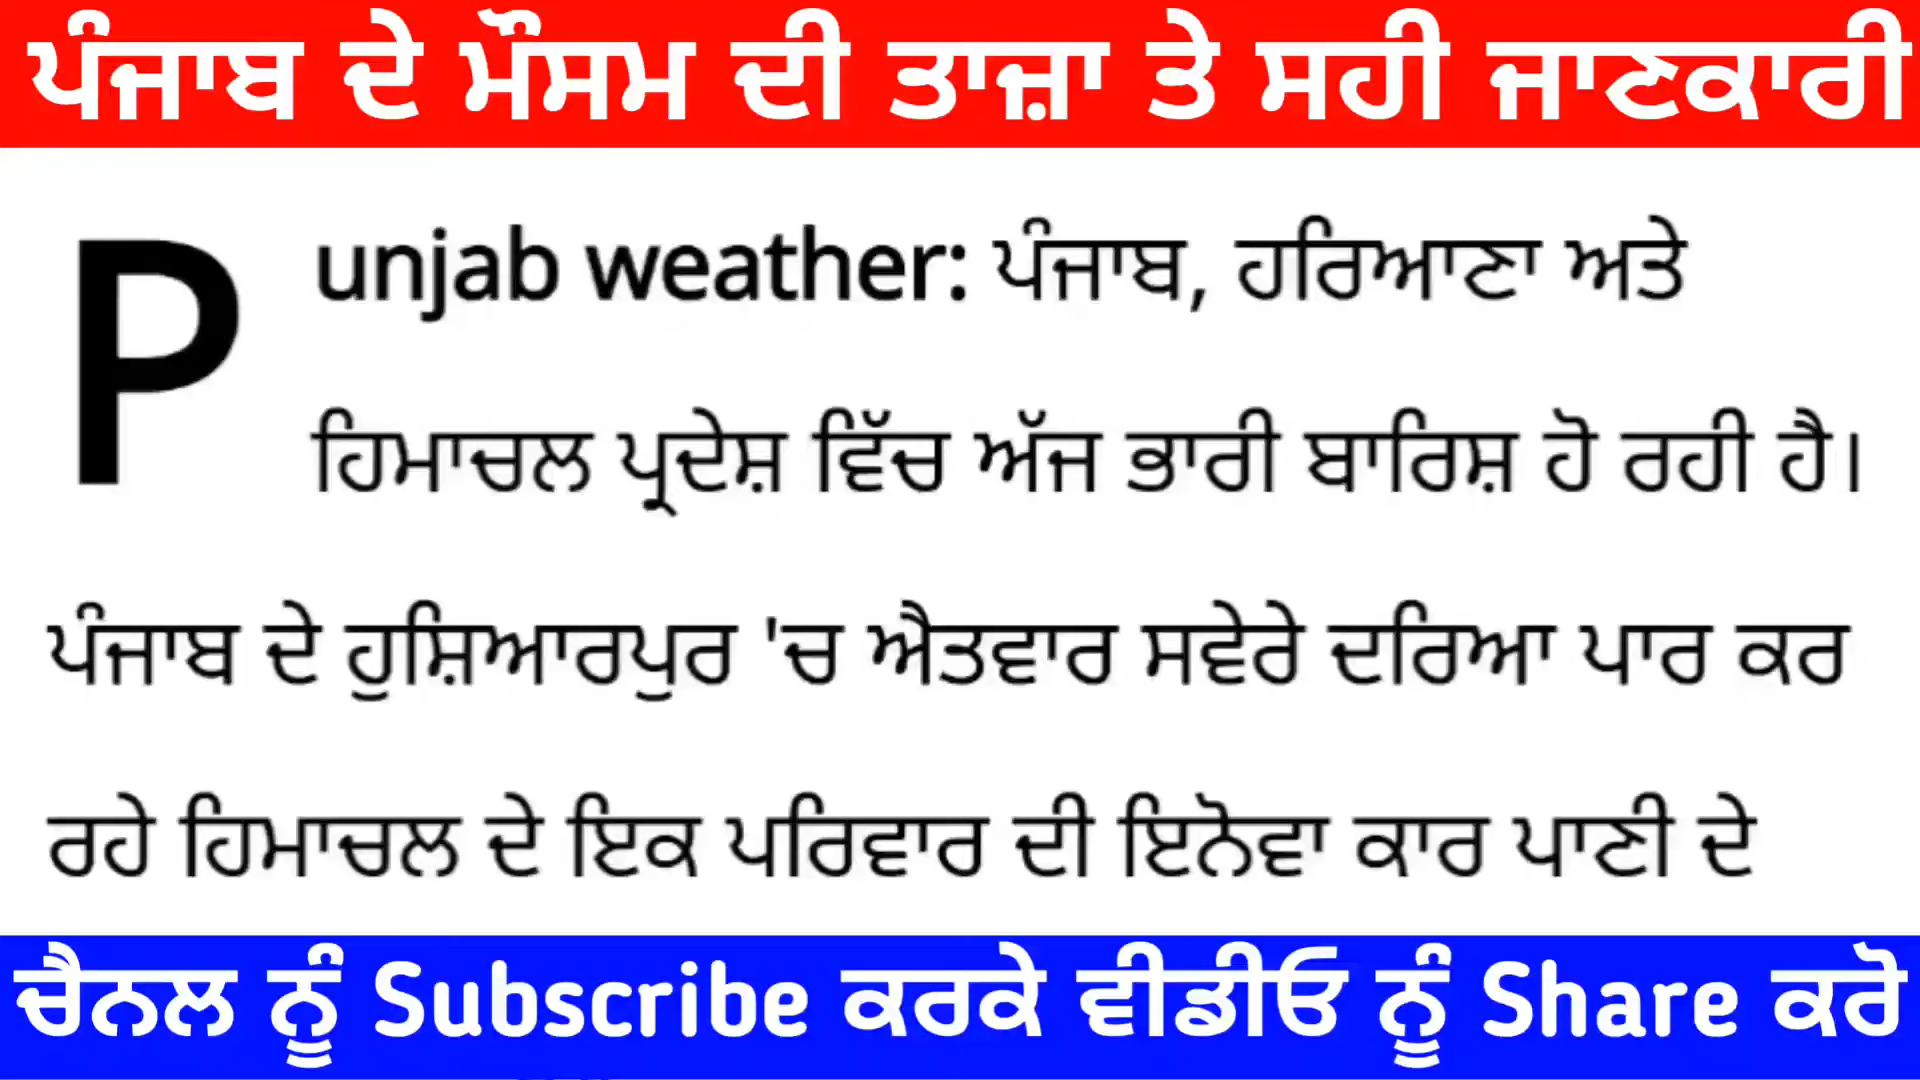 ਪੰਜਾਬ ਦੇ ਮੌਸਮ ਦੀ ਤਾਜ਼ਾ ਤੇ ਸਹੀ ਜਾਣਕਾਰੀ
Punjab weather: ਪੰਜਾਬ, ਹਰਿਆਣਾ ਅਤੇ
ਹਿਮਾਚਲ ਪ੍ਰਦੇਸ਼ ਵਿੱਚ ਅੱਜ ਭਾਰੀ ਬਾਰਿਸ਼ ਹੋ ਰਹੀ ਹੈ।
ਪੰਜਾਬ ਦੇ ਹੁਸ਼ਿਆਰਪੁਰ 'ਚ ਐਤਵਾਰ ਸਵੇਰੇ ਦਰਿਆ ਪਾਰ ਕਰ
ਰਹੇ ਹਿਮਾਚਲ ਦੇ ਇਕ ਪਰਿਵਾਰ ਦੀ ਇਨੋਵਾ ਕਾਰ ਪਾਣੀ ਦੇ
ਚੈਨਲ ਨੂੰ Subscribe ਕਰਕੇ ਵੀਡੀਓ ਨੂੰ Share ਕਰੋ